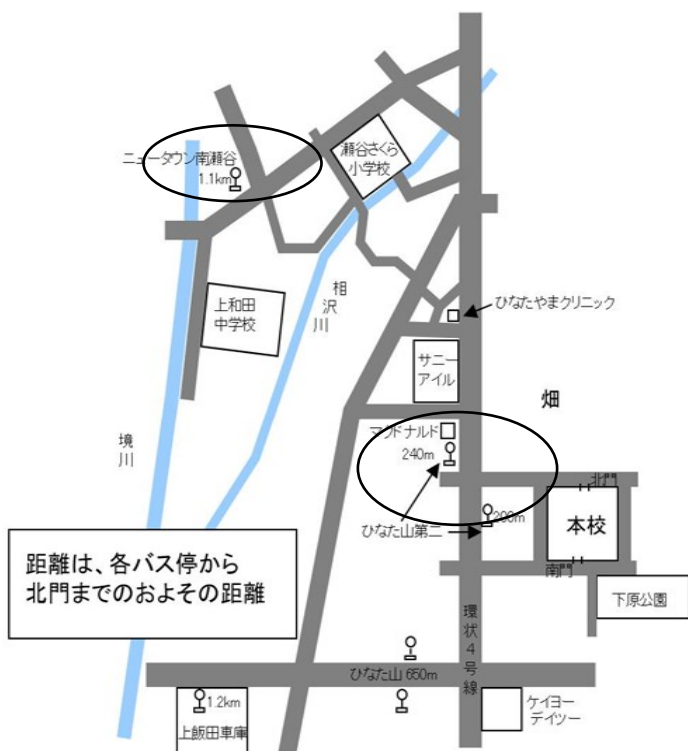 ニュータウン南瀬谷
1.1km
瀬谷さくら
小学校
相沢川
上和田
中学校
ひなたやまクリニック
サニー
アイル
畑
マクドナルド
240m
境川
北門
200m
本校
ひなた山第二
南門
距離は、各バス停から
北門までのおよその距離
下原公園
環状4号線
ひなた山 650m
1.2km
上飯田車庫
ケイヨー
デイツー